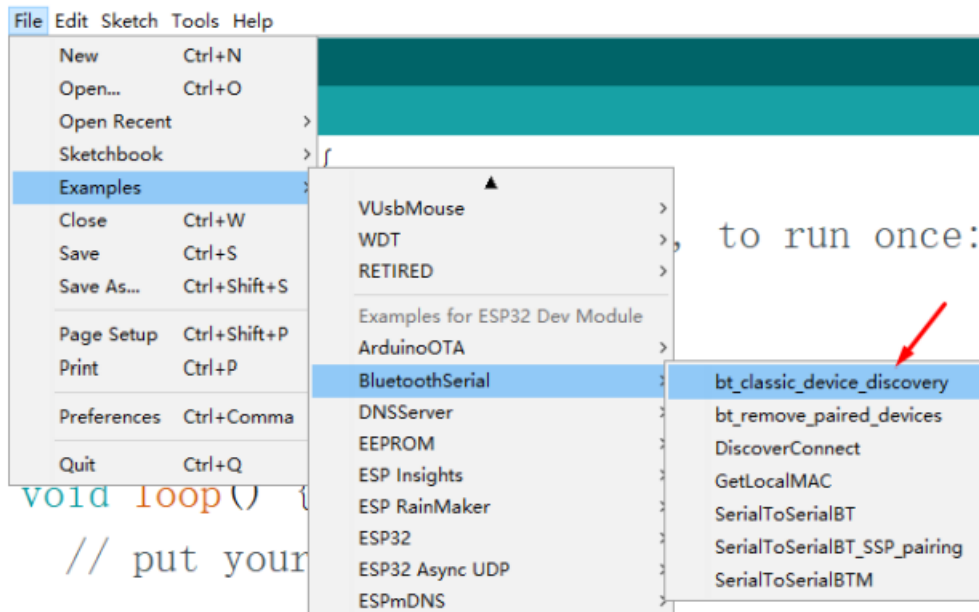 File Edit Sketch Tools Help
New Ctrl+N
Open... Ctrl+O
Open Recent
Sketchbook
Examples
Close Ctrl+W
Save Ctrl+S
Save As... Ctrl+Shift+S
Page Setup Ctrl+Shift+P
Print Ctrl+P
Preferences Ctrl+Comma
Quit Ctrl+Q
VUsbMouse
WDT
RETIRED
Examples for ESP32 Dev Module
ArduinoOTA
BluetoothSerial
DNSServer
EEPROM
ESP Insights
ESP RainMaker
ESP32
ESP32 Async UDP
ESPmDNS
bt_classic_device_discovery
bt_remove_paired_devices
DiscoverConnect
GetLocalMAC
SerialToSerialBT
SerialToSerialBT_SSP_pairing
SerialToSerialBTM
, to run once:
void loop() {
// put your